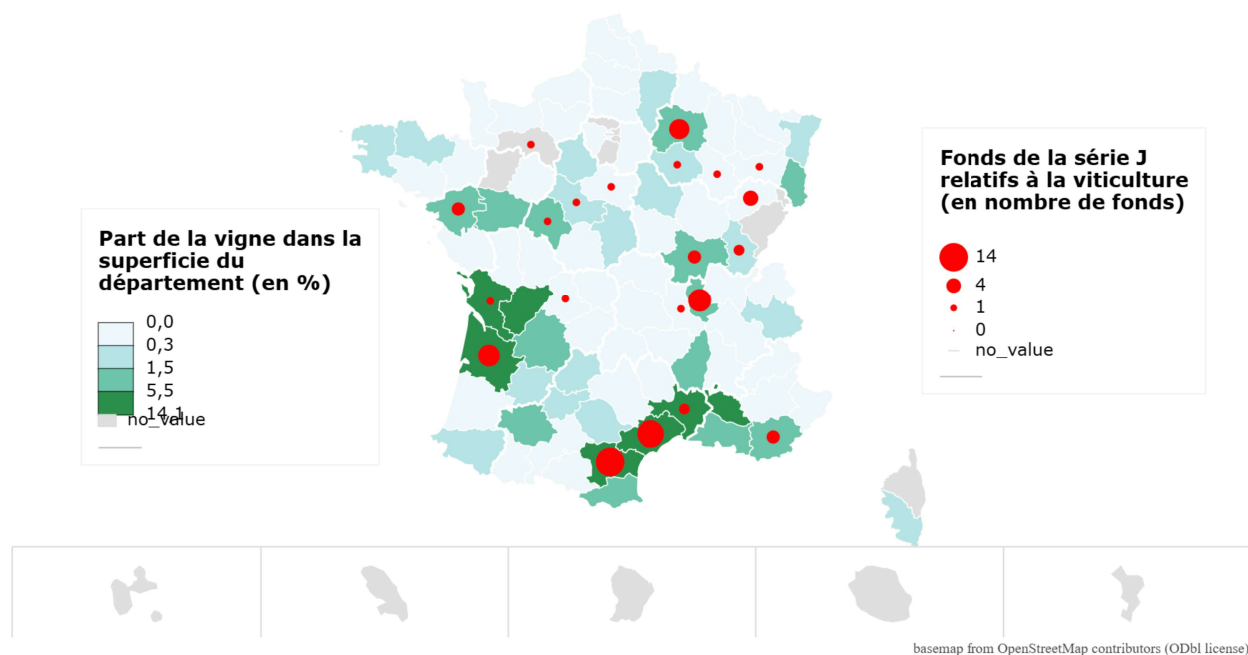 Part de la vigne dans la
superficie du
département (en %)
0,0
0,3
1,5
5,5
14,1
no_value
Fonds de la série J
relatifs à la viticulture
(en nombre de fonds)
14
4
1
0
no_value
basemap from OpenStreetMap contributors (ODbl license)